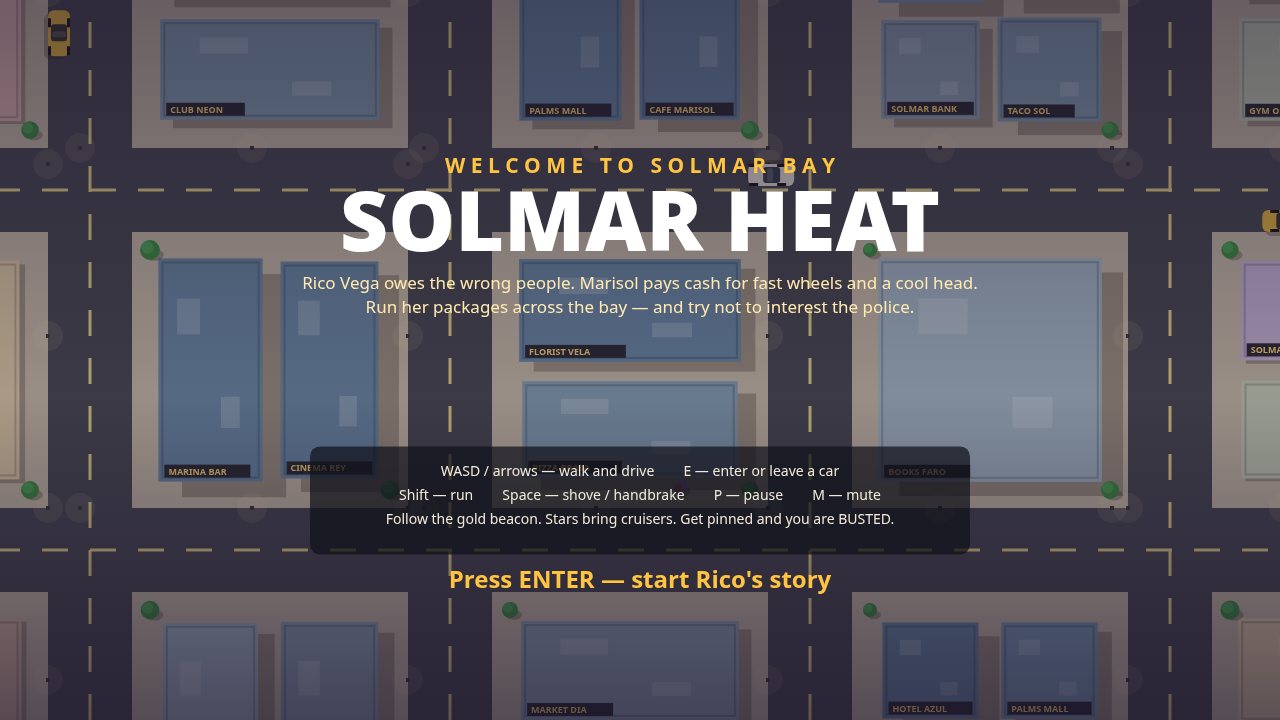 CLUB NEON
PALMS MALL
CAFE MARISOL
SOLMAR BANK
TACO SOL
GYM O
WELCOME TO SOLMAR BAY
SOLMAR HEAT
Rico Vega owes the wrong people. Marisol pays cash for fast wheels and a cool head.
Run her packages across the bay — and try not to interest the police.
FLORIST VELA
SOLMA
MARINA BAR
CINEMA REY
BOOKS FARO
WASD / arrows — walk and drive E — enter or leave a car
Shift — run Space — shove / handbrake P — pause M — mute
Follow the gold beacon. Stars bring cruisers. Get pinned and you are BUSTED.
Press ENTER — start Rico's story
MARKET DIA
HOTEL AZUL
PALMS MALL